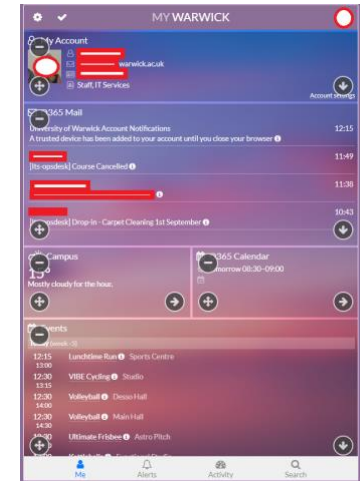 MY WARWICK
My Account
warwick.ac.uk
Staff, IT Services
Account settings
365 Mail
University of Warwick Account Notifications
12:15
A trusted device has been added to your account until you close your browser
11:49
[Its-opsdesk] Course Cancelled
11:38
10:43
opsdesk] Drop-in - Carpet Cleaning 1st September
Campus
15°
Mostly cloudy for the hour.
365 Calendar
Tomorrow 08:30-09:00
Events
12:15 Lunchtime Run Sports Centre
13:00
12:30 VIBE Cycling Studio
13:15
12:30 Volleyball Desso Hall
14:00
12:30 Volleyball Main Hall
14:30
Ultimate Frisbee Astro Pitch
Me
Alerts
Activity
Search